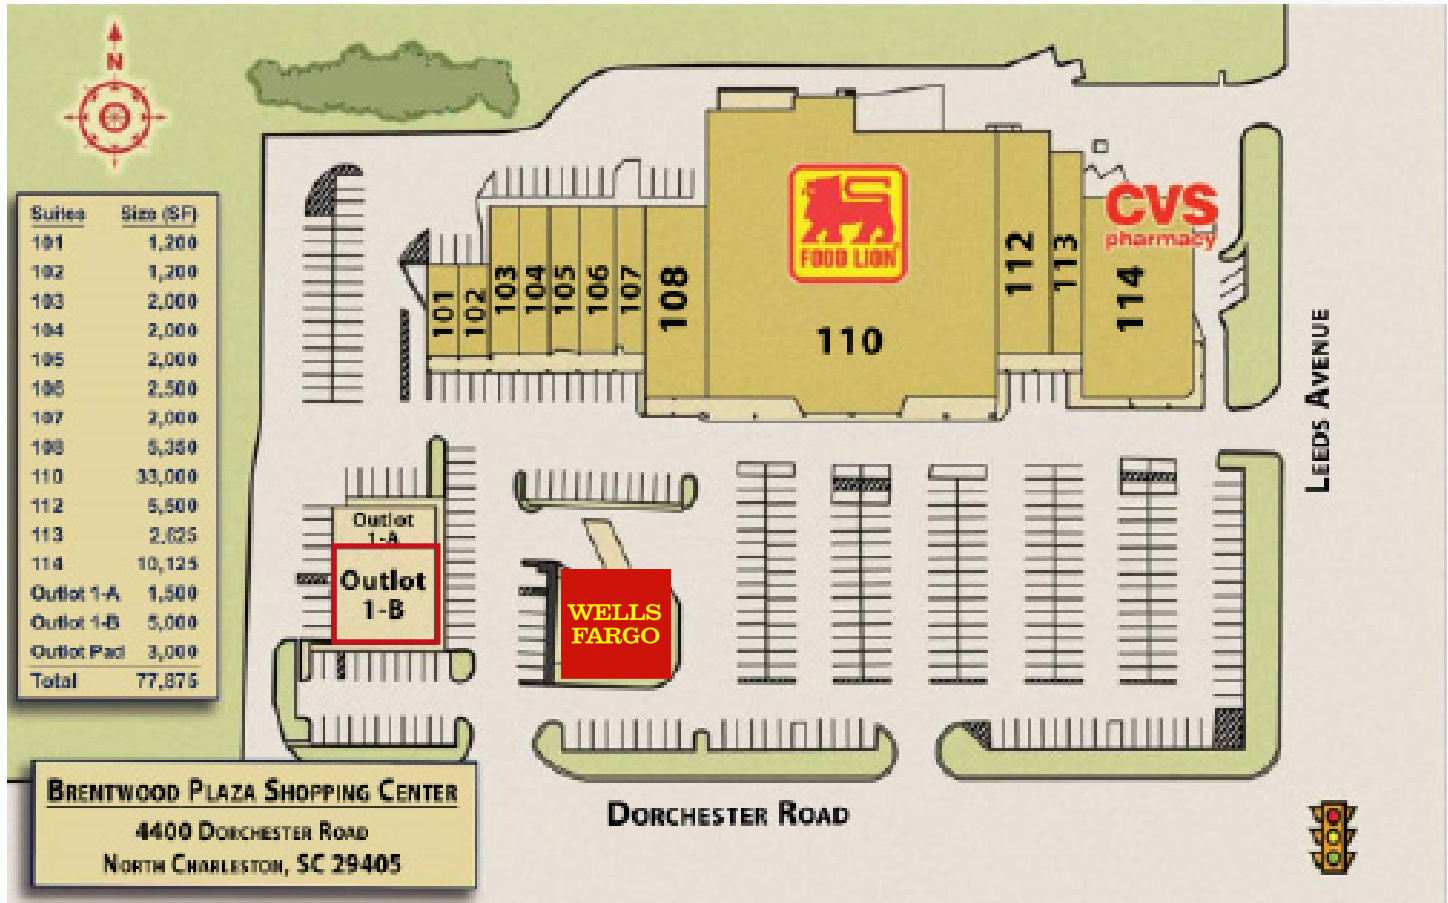 N
Suites Size (SF)
101 1,200
102 1,200
103 2,000
104 2,000
105 2,000
106 2,500
107 2,000
108 5,350
110 33,000
112 5,500
113 2,625
114 10,125
Outlot 1-A 1,500
Outlot 1-B 5,000
Outlot Pad 3,000
Total 77,875
101
102
103
104
105
106
107
108
FOOD LION
110
112
113
CVS
pharmacy
114
LEEDS AVENUE
Outlot
1-A
Outlot
1-B
WELLS
FARGO
DORCHESTER ROAD
BRENTWOOD PLAZA SHOPPING CENTER
4400 DORCHESTER ROAD
NORTH CHARLESTON, SC 29405